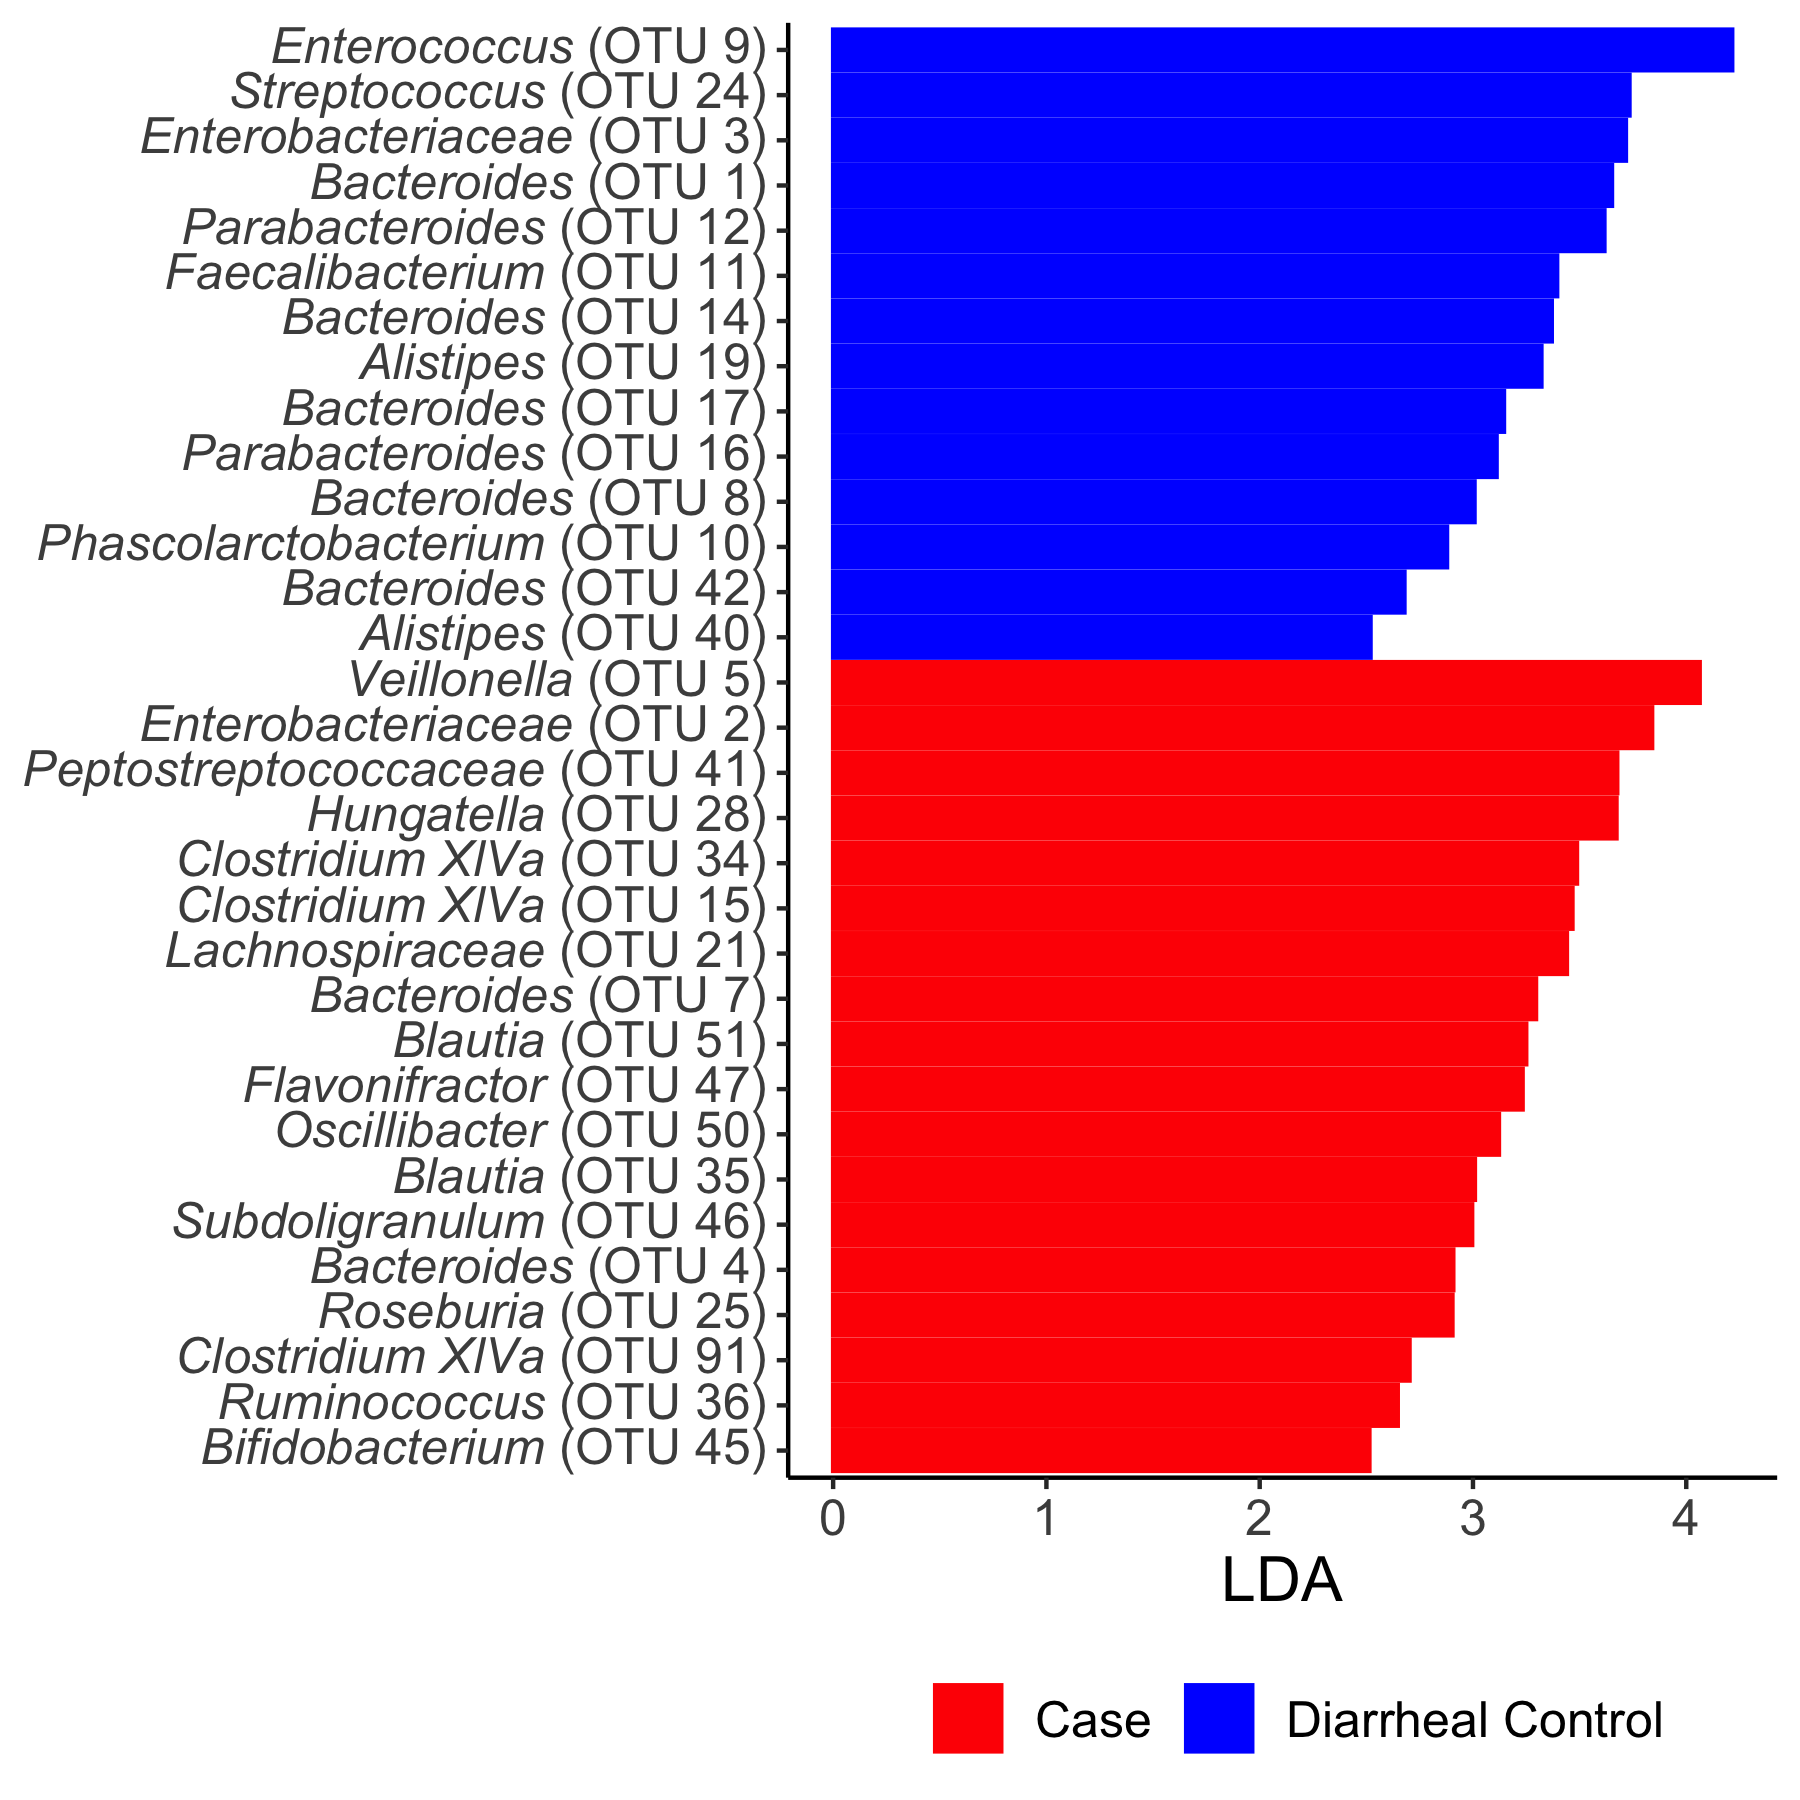 Enterococcus (OTU 9)
Streptococcus (OTU 24)
Enterobacteriaceae (OTU 3)
Bacteroides (OTU 1)
Parabacteroides (OTU 12)
Faecalibacterium (OTU 11)
Bacteroides (OTU 14)
Alistipes (OTU 19)
Bacteroides (OTU 17)
Parabacteroides (OTU 16)
Bacteroides (OTU 8)
Phascolarctobacterium (OTU 10)
Bacteroides (OTU 42)
Alistipes (OTU 40)
Veillonella (OTU 5)
Enterobacteriaceae (OTU 2)
Peptostreptococcaceae (OTU 41)
Hungatella (OTU 28)
Clostridium XlVa (OTU 34)
Clostridium XlVa (OTU 15)
Lachnospiraceae (OTU 21)
Bacteroides (OTU 7)
Blautia (OTU 51)
Flavonifractor (OTU 47)
Oscillibacter (OTU 50)
Blautia (OTU 35)
Subdoligranulum (OTU 46)
Bacteroides (OTU 4)
Roseburia (OTU 25)
Clostridium XlVa (OTU 91)
Ruminococcus (OTU 36)
Bifidobacterium (OTU 45)
0 1 2 3 4
LDA
Case Diarrheal Control